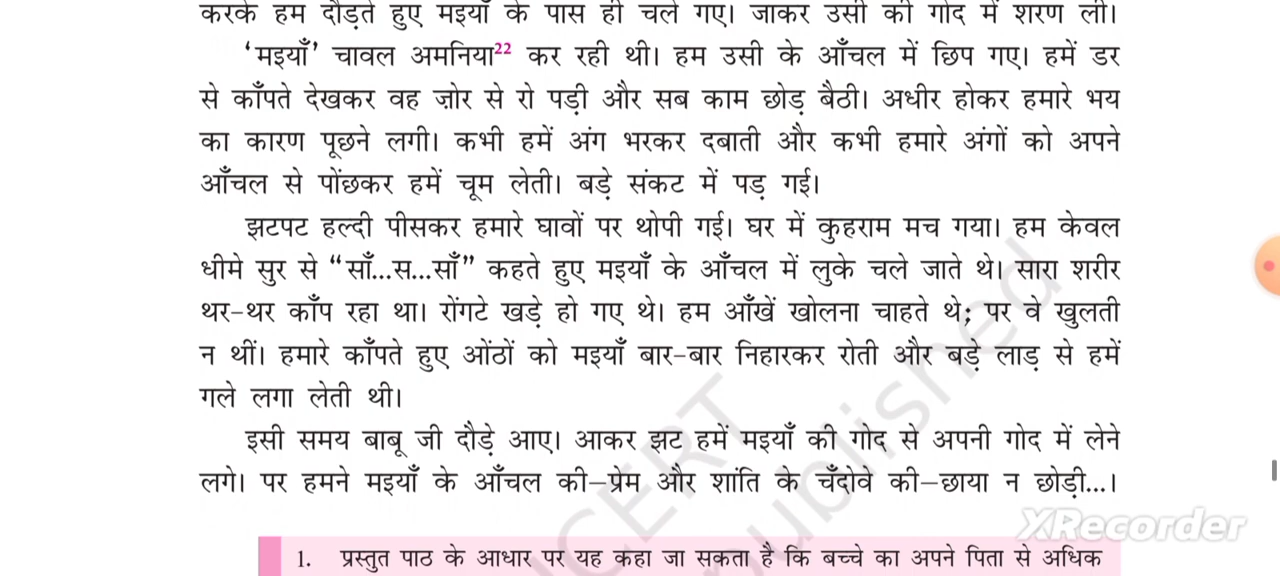 करके हम दौड़ते हुए मइयाँ के पास ही चले गए। जाकर उसी की गोद में शरण ली।
‘मइयाँ’ चावल अमनिया22 कर रही थी। हम उसी के आँचल में छिप गए। हमें डर
से काँपते देखकर वह ज़ोर से रो पड़ी और सब काम छोड़ बैठी। अधीर होकर हमारे भय
का कारण पूछने लगी। कभी हमें अंग भरकर दबाती और कभी हमारे अंगों को अपने
आँचल से पोंछकर हमें चूम लेती। बड़े संकट में पड़ गई।
झटपट हल्दी पीसकर हमारे घावों पर थोपी गई। घर में कुहराम मच गया। हम केवल
धीमे सुर से “साँ...स...साँ” कहते हुए मइयाँ के आँचल में लुके चले जाते थे। सारा शरीर
थर-थर काँप रहा था। रोंगटे खड़े हो गए थे। हम आँखें खोलना चाहते थे; पर वे खुलती
न थीं। हमारे काँपते हुए ओंठों को मइयाँ बार-बार निहारकर रोती और बड़े लाड़ से हमें
गले लगा लेती थी।
इसी समय बाबू जी दौड़े आए। आकर झट हमें मइयाँ की गोद से अपनी गोद में लेने
लगे। पर हमने मइयाँ के आँचल की–प्रेम और शांति के चँदोवे की–छाया न छोड़ी...।
NCERT
published
XRecorder
1. प्रस्तुत पाठ के आधार पर यह कहा जा सकता है कि बच्चे का अपने पिता से अधिक